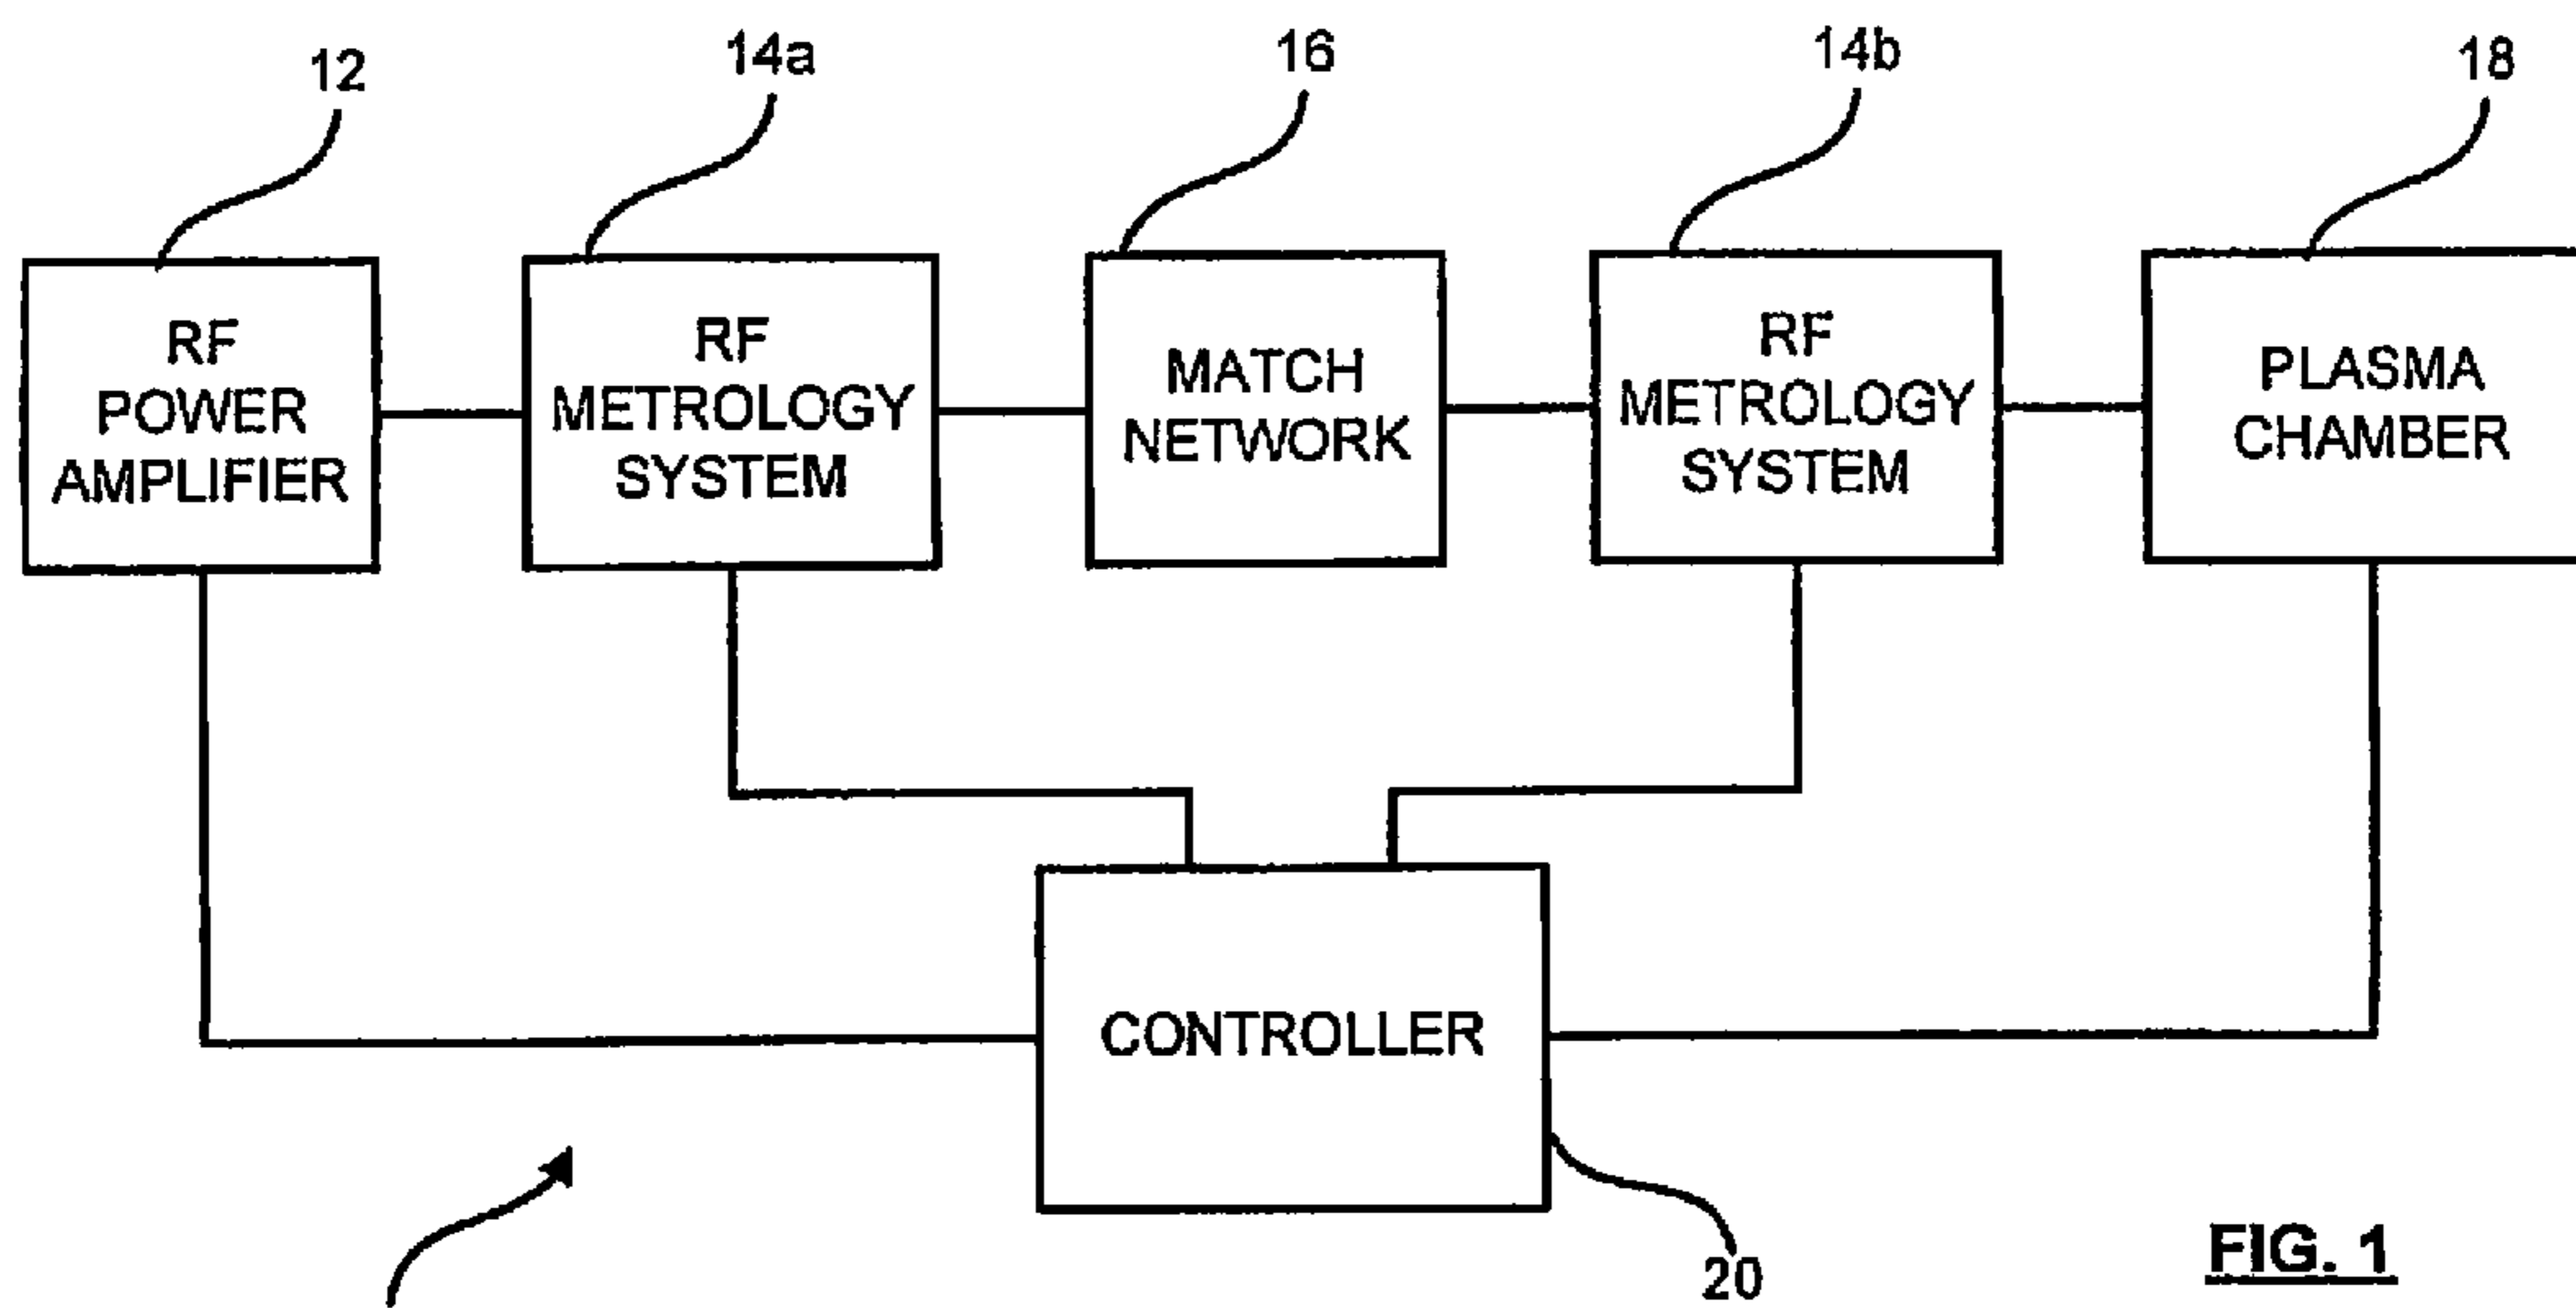 12
14a
16
14b
18
RF
POWER
AMPLIFIER
RF
METROLOGY
SYSTEM
MATCH
NETWORK
RF
METROLOGY
SYSTEM
PLASMA
CHAMBER
CONTROLLER
20
FIG. 1